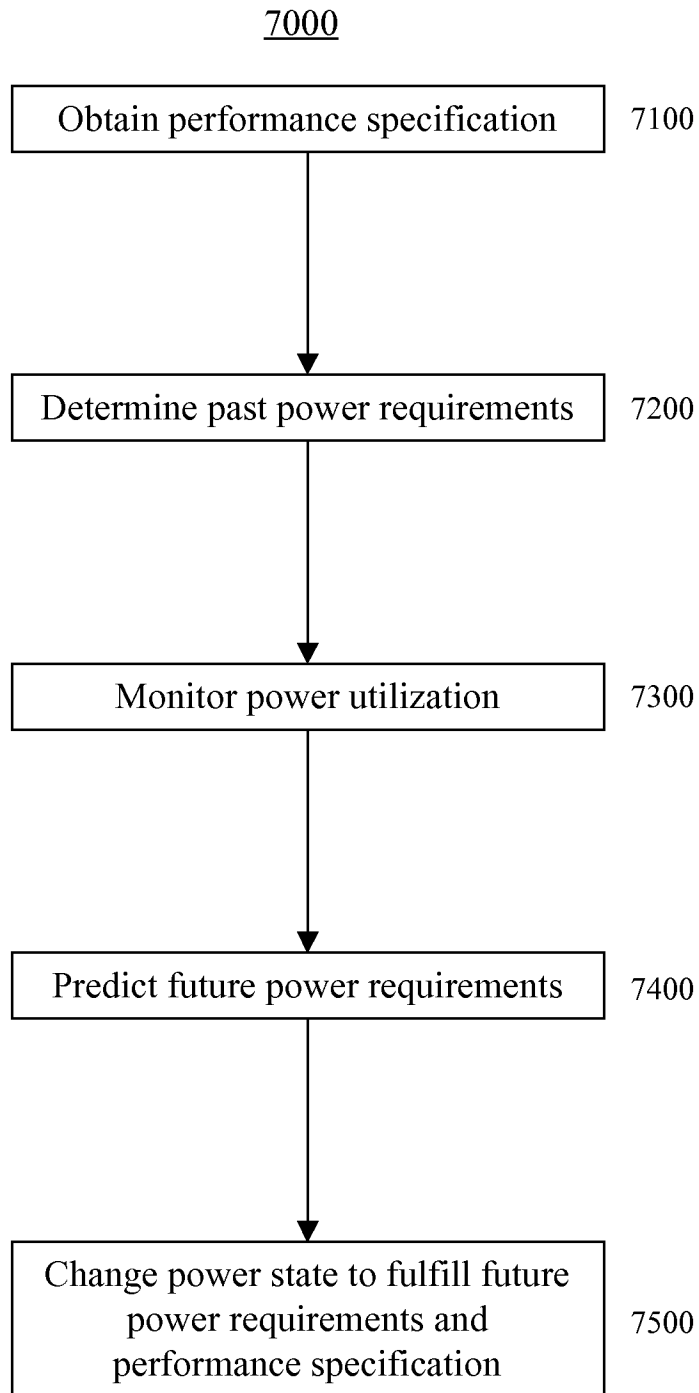 7000
Obtain performance specification 7100
Determine past power requirements 7200
Monitor power utilization 7300
Predict future power requirements 7400
Change power state to fulfill future
power requirements and 7500
performance specification